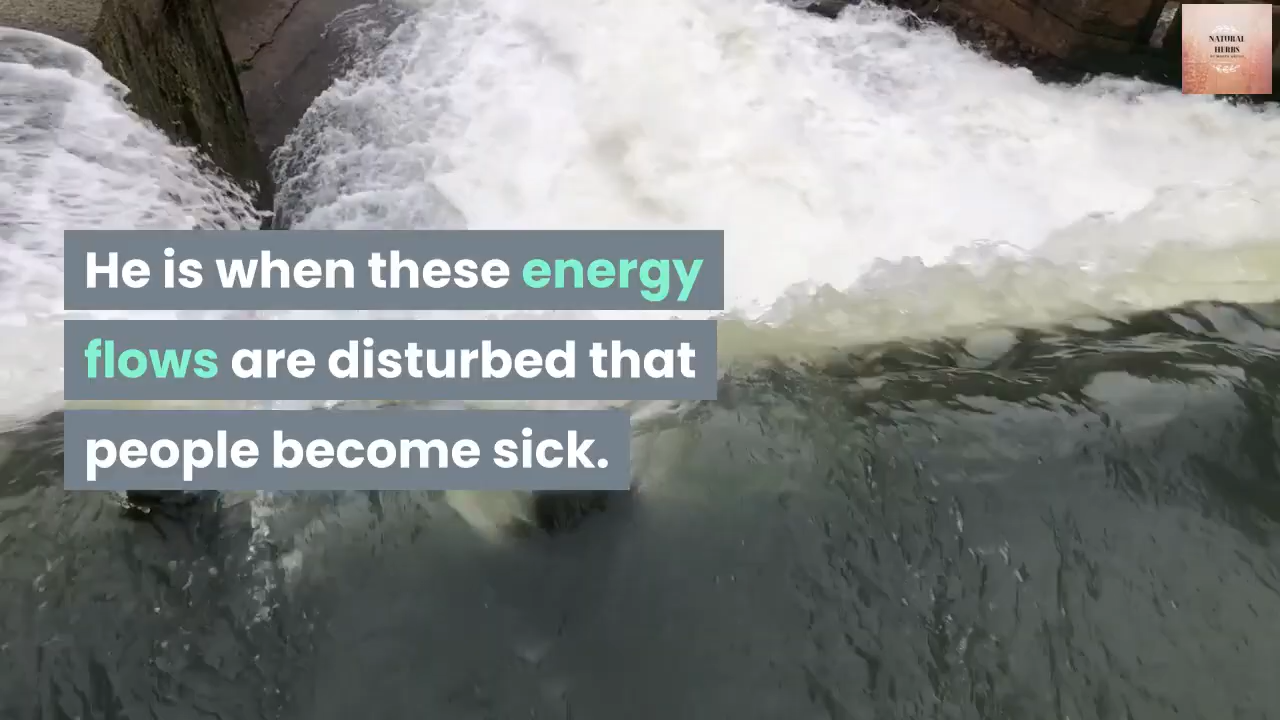 NATURAL
HERBS
He is when these energy
flows are disturbed that
people become sick.